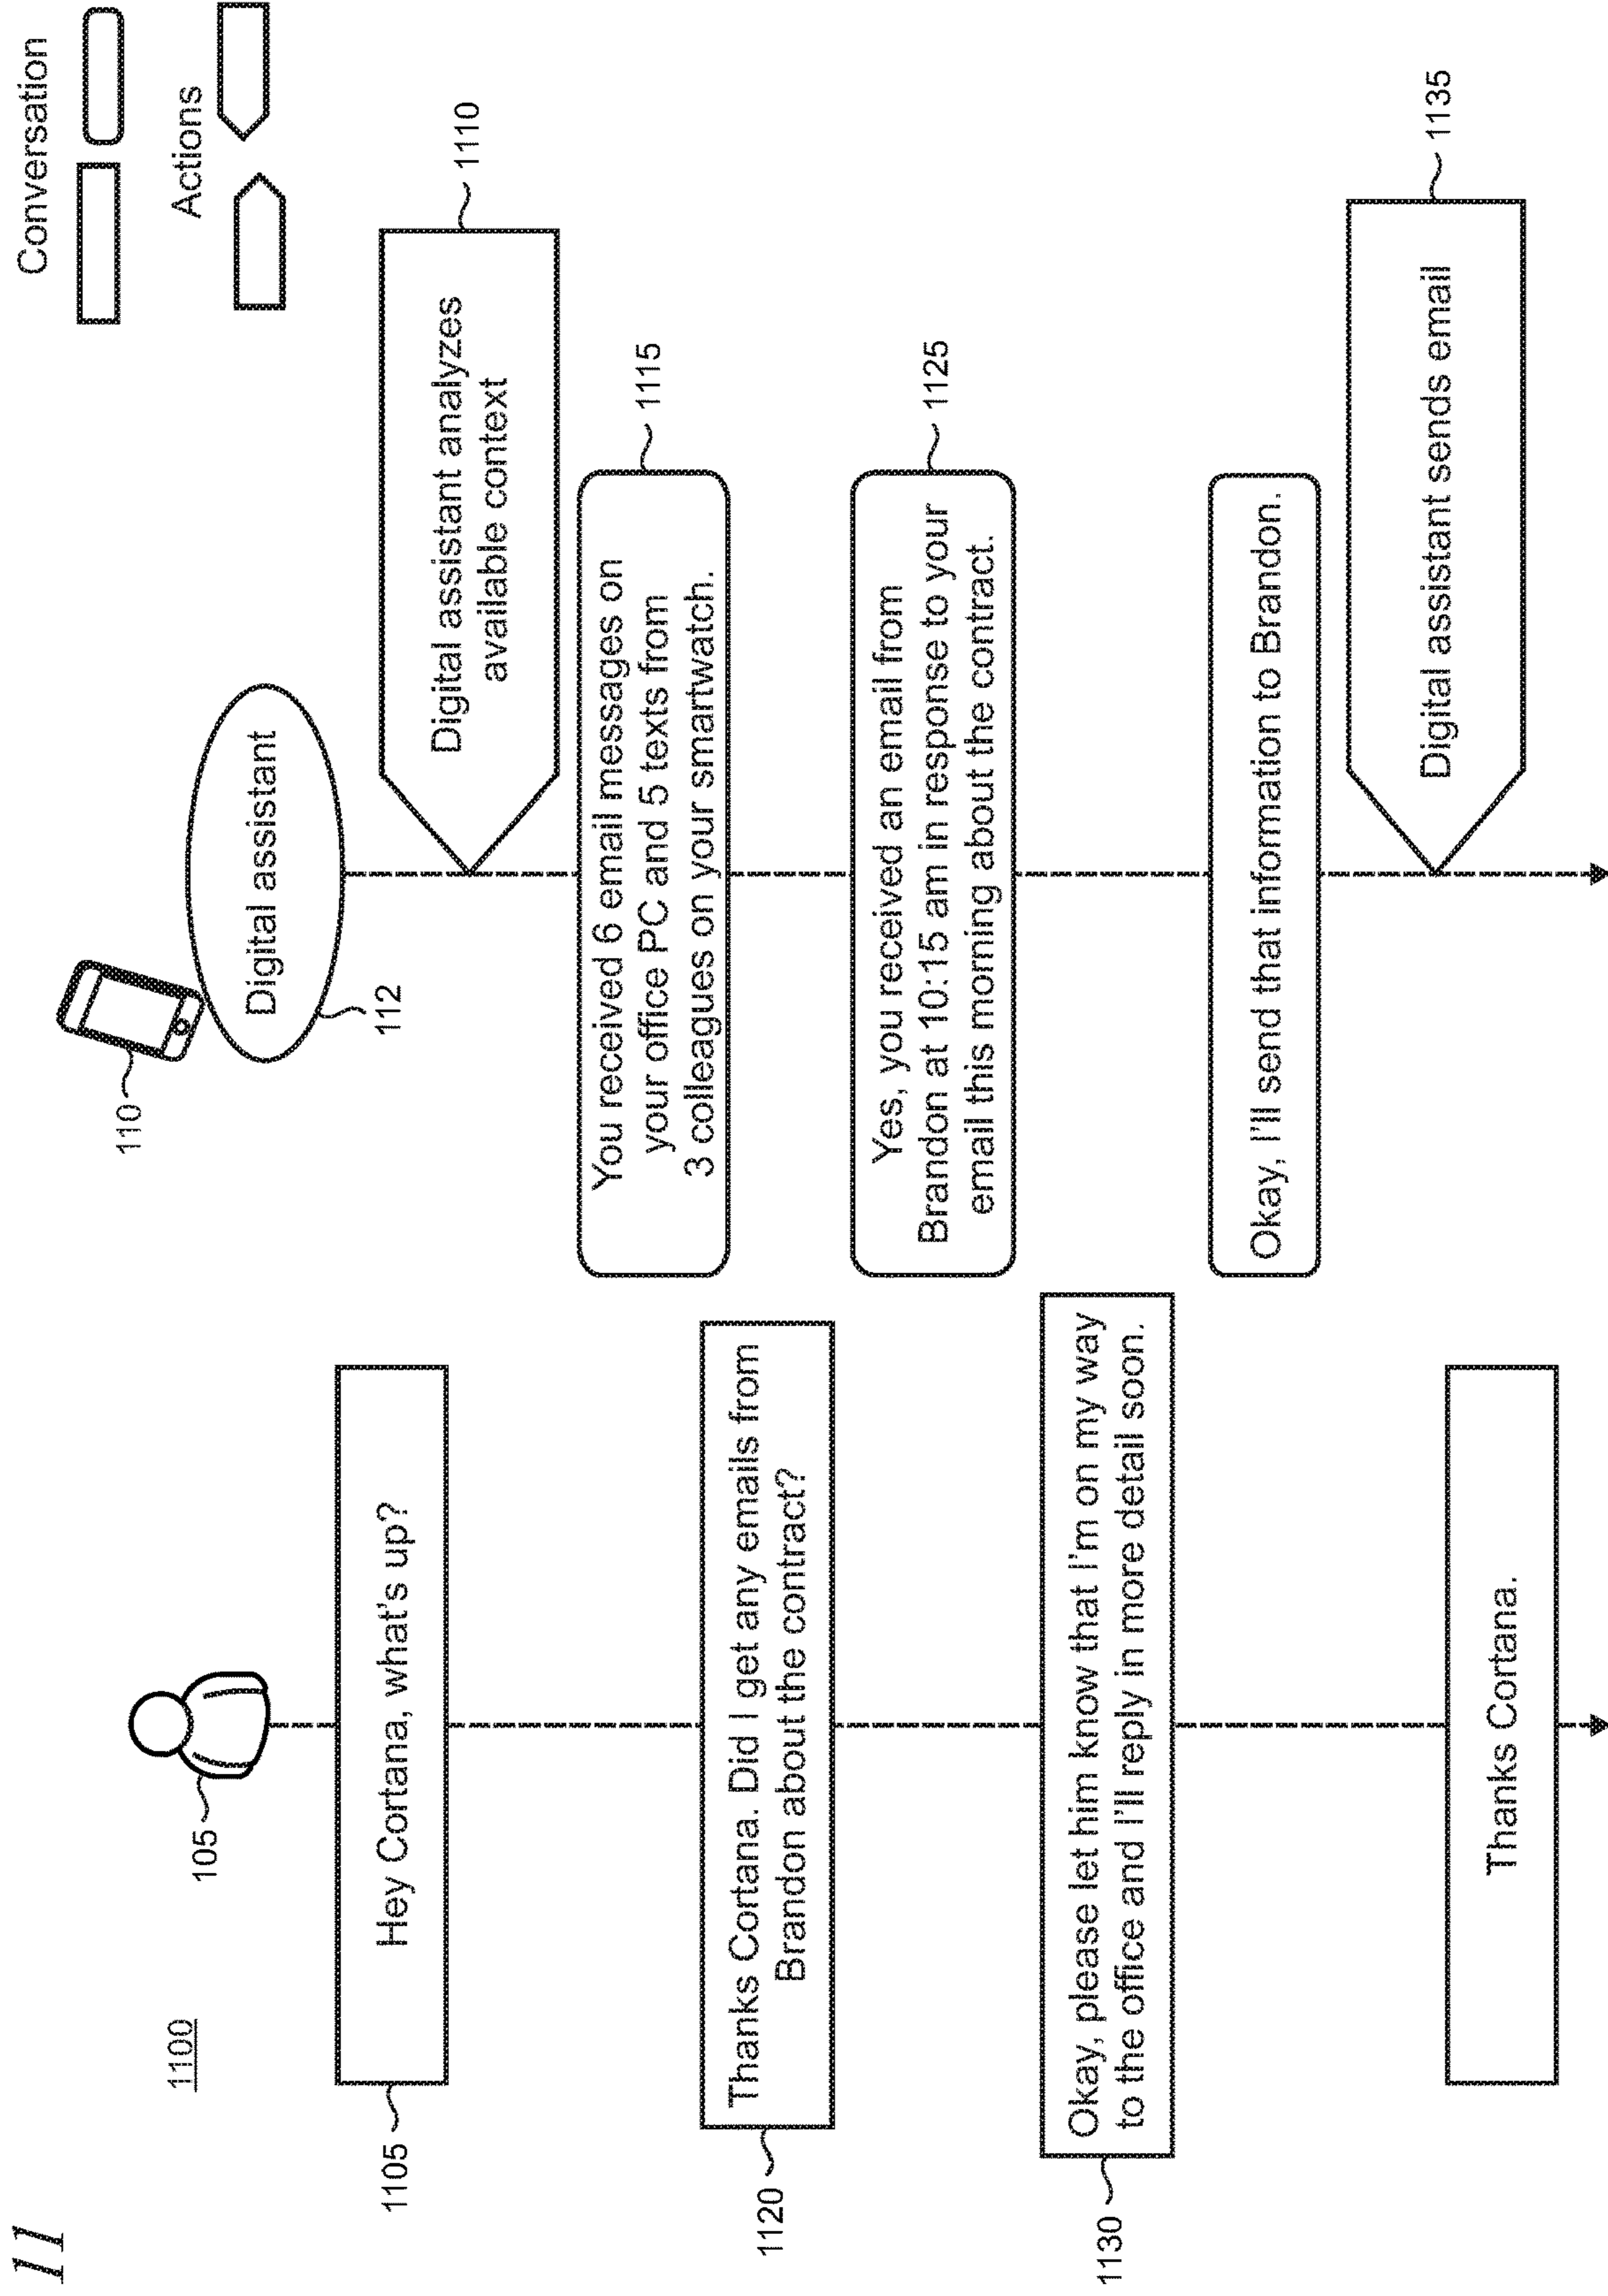 11
1100
Conversation
Actions
105
110
Digital assistant
112
Hey Cortana, what's up?
1105
Digital assistant analyzes
available context
1110
You received 6 email messages on
your office PC and 5 texts from
3 colleagues on your smartwatch.
1115
Thanks Cortana. Did I get any emails from
Brandon about the contract?
1120
Yes, you received an email from
Brandon at 10:15 am in response to your
email this morning about the contract.
1125
Okay, please let him know that I'm on my way
to the office and I'll reply in more detail soon.
1130
Okay, I'll send that information to Brandon.
Digital assistant sends email
1135
Thanks Cortana.